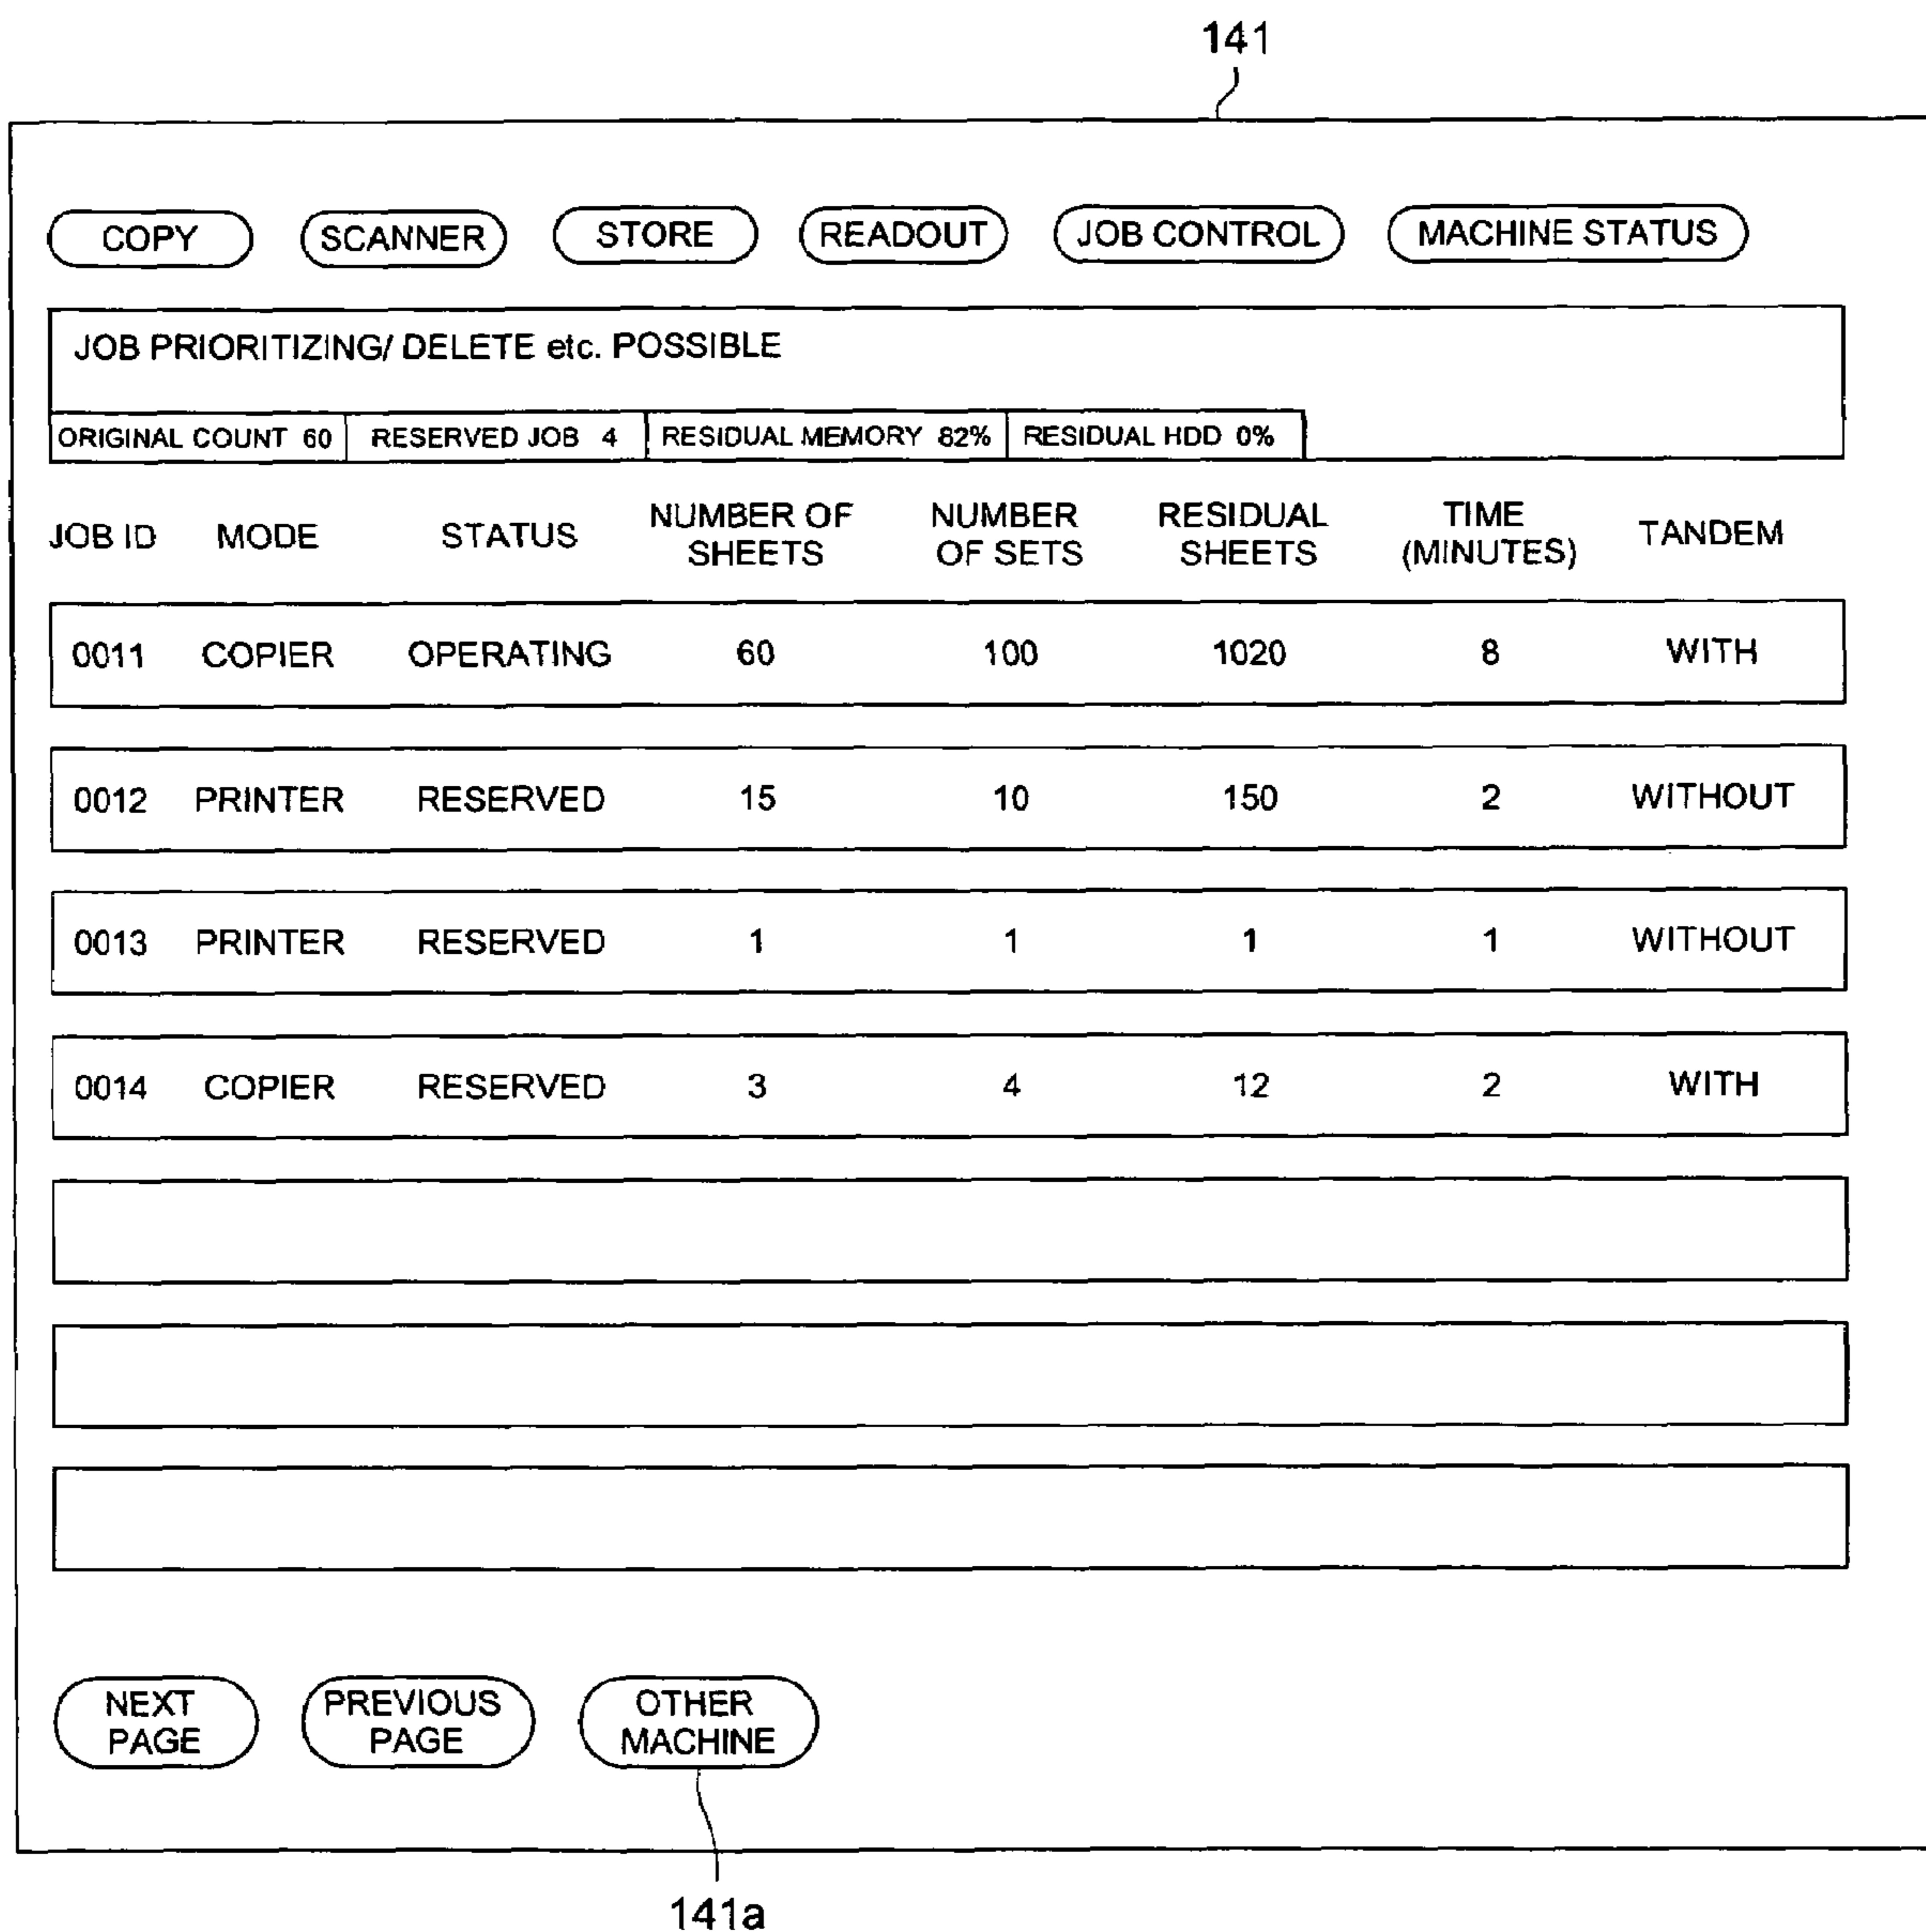 141
COPY SCANNER STORE READOUT JOB CONTROL MACHINE STATUS
JOB PRIORITIZING/ DELETE etc. POSSIBLE
ORIGINAL COUNT 60 RESERVED JOB 4 RESIDUAL MEMORY 82% RESIDUAL HDD 0%
JOB ID MODE STATUS NUMBER OF SHEETS NUMBER OF SETS RESIDUAL SHEETS TIME (MINUTES) TANDEM
0011 COPIER OPERATING 60 100 1020 8 WITH
0012 PRINTER RESERVED 15 10 150 2 WITHOUT
0013 PRINTER RESERVED 1 1 1 1 WITHOUT
0014 COPIER RESERVED 3 4 12 2 WITH
NEXT PAGE PREVIOUS PAGE OTHER MACHINE
141a